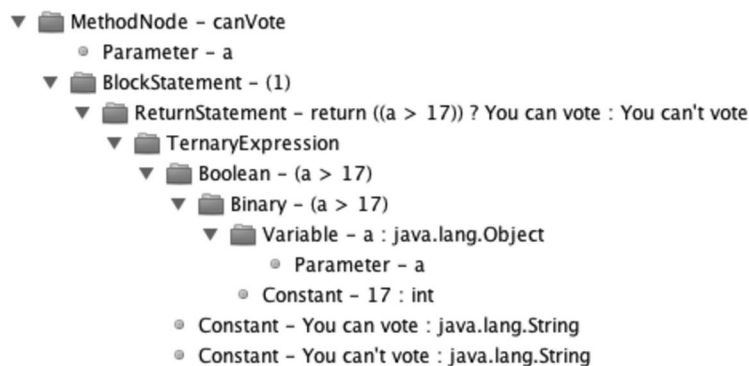 MethodNode - canVote
Parameter - a
BlockStatement - (1)
ReturnStatement - return ((a > 17)) ? You can vote : You can't vote
TernaryExpression
Boolean - (a > 17)
Binary - (a > 17)
Variable - a : java.lang.Object
Parameter - a
Constant - 17 : int
Constant - You can vote : java.lang.String
Constant - You can't vote : java.lang.String